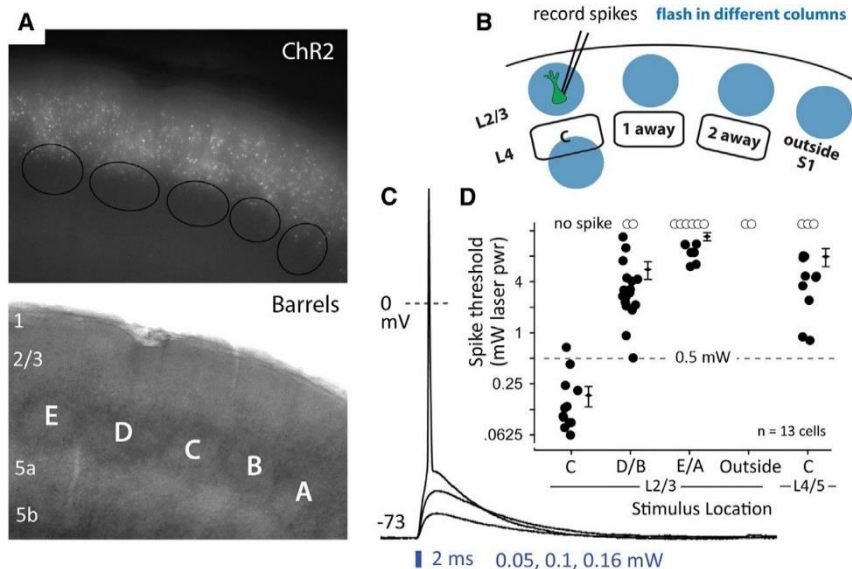 A
ChR2
Barrels
1
2/3
E
D
C
B
A
5a
5b
B
record spikes
flash in different columns
L2/3
L4
C
1 away
2 away
outside
S1
C
0
mV
-73
2 ms
0.05, 0.1, 0.16 mW
D
no spike
Spike threshold
(mW laser pwr)
4
1
0.25
.0625
0.5 mW
n = 13 cells
C
D/B
E/A
Outside
C
L2/3
L4/5
Stimulus Location